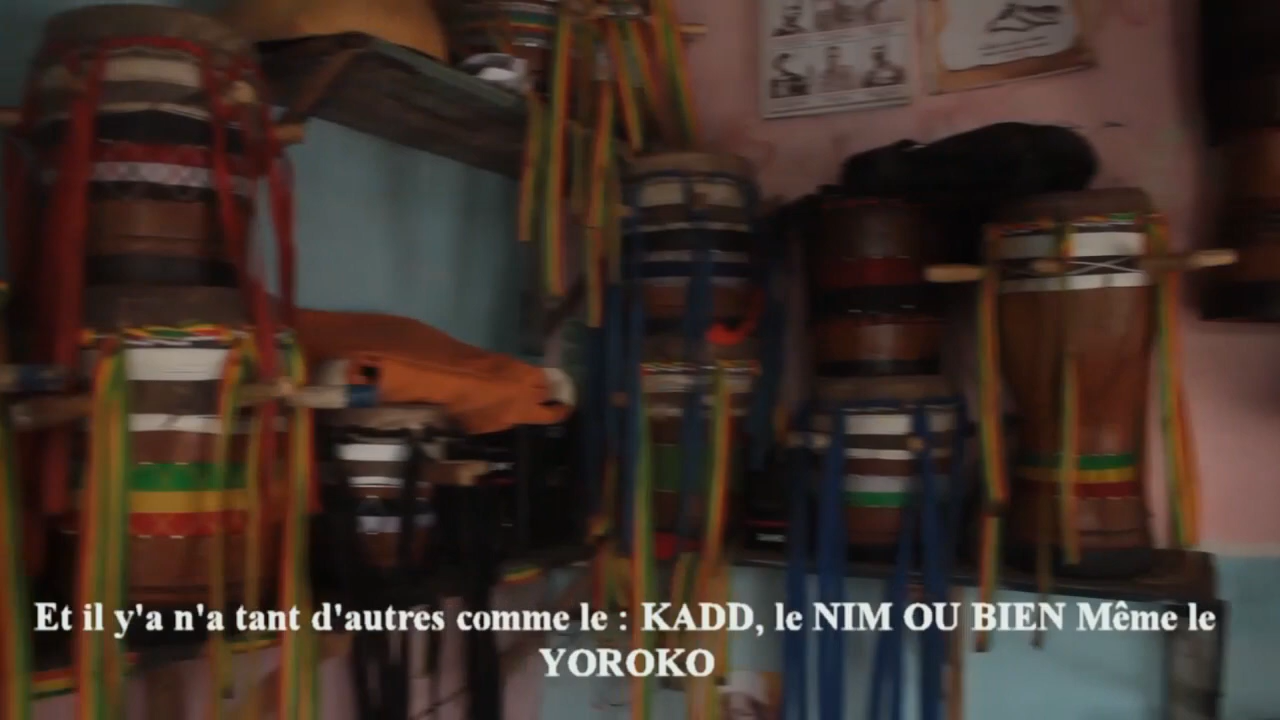 Et il y'a n'a tant d'autres comme le : KADD, le NIM OU BIEN Même le
YOROKO